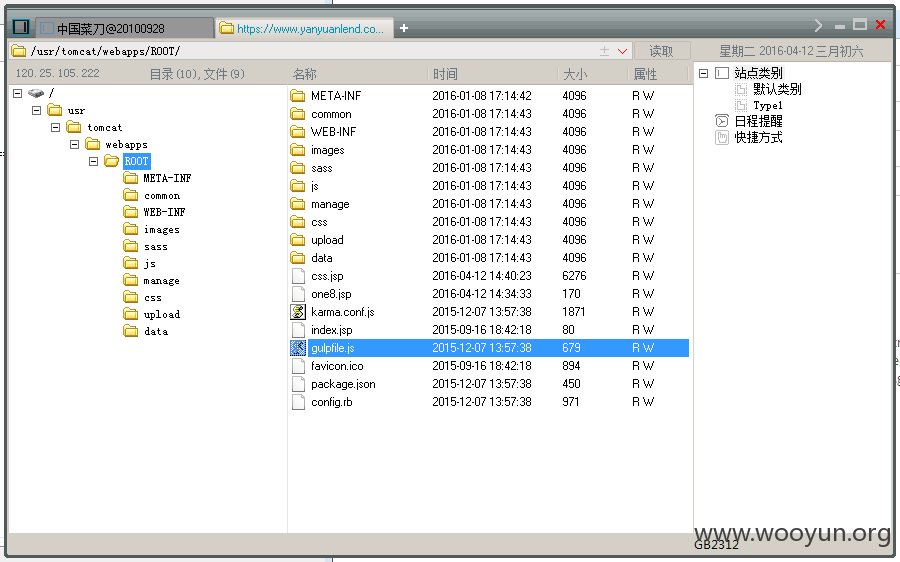 中国菜刀@20100928 https://www.yanyuanlend.co... +
/usr/tomcat/webapps/ROOT/ 读取 星期二 2016-04-12 三月初六
120.25.105.222 目录(10),文件(9) 名称 时间 大小 属性
/
usr
tomcat
webapps
ROOT
META-INF
common
WEB-INF
images
sass
js
manage
css
upload
data
META-INF 2016-01-08 17:14:42 4096 R W
common 2016-01-08 17:14:43 4096 R W
WEB-INF 2016-01-08 17:14:43 4096 R W
images 2016-01-08 17:14:43 4096 R W
sass 2016-01-08 17:14:43 4096 R W
js 2016-01-08 17:14:43 4096 R W
manage 2016-01-08 17:14:43 4096 R W
css 2016-01-08 17:14:43 4096 R W
upload 2016-01-08 17:14:43 4096 R W
data 2016-01-08 17:14:43 4096 R W
css.jsp 2016-04-12 14:40:23 6276 R W
one8.jsp 2016-04-12 14:34:33 170 R W
karma.conf.js 2015-12-07 13:57:38 1871 R W
index.jsp 2015-09-16 18:42:18 80 R W
gulpfile.js 2015-12-07 13:57:38 679 R W
favicon.ico 2015-09-16 18:42:18 894 R W
package.json 2015-12-07 13:57:38 450 R W
config.rb 2015-12-07 13:57:38 971 R W
站点类别
默认类别
Type1
日程提醒
快捷方式
www.wooyun.org
GB2312